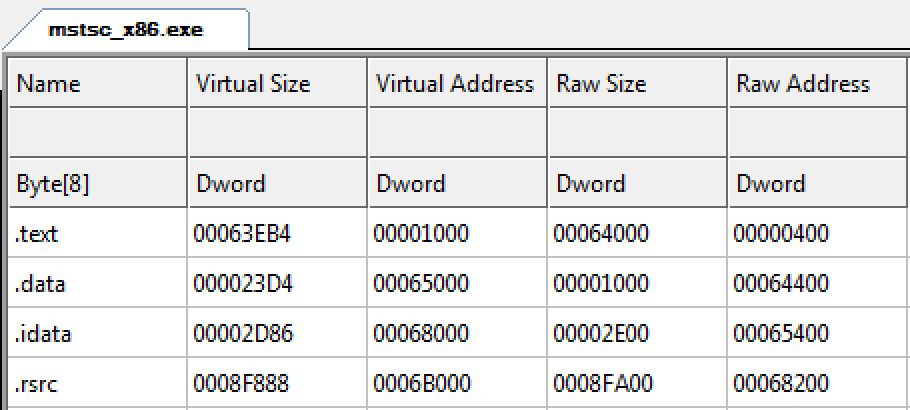 mstsc_x86.exe
Name Virtual Size Virtual Address Raw Size Raw Address
Byte[8] Dword Dword Dword Dword
.text 00063EB4 00001000 00064000 00000400
.data 000023D4 00065000 00001000 00064400
.idata 00002D86 00068000 00002E00 00065400
.rsrc 0008F888 0006B000 0008FA00 00068200